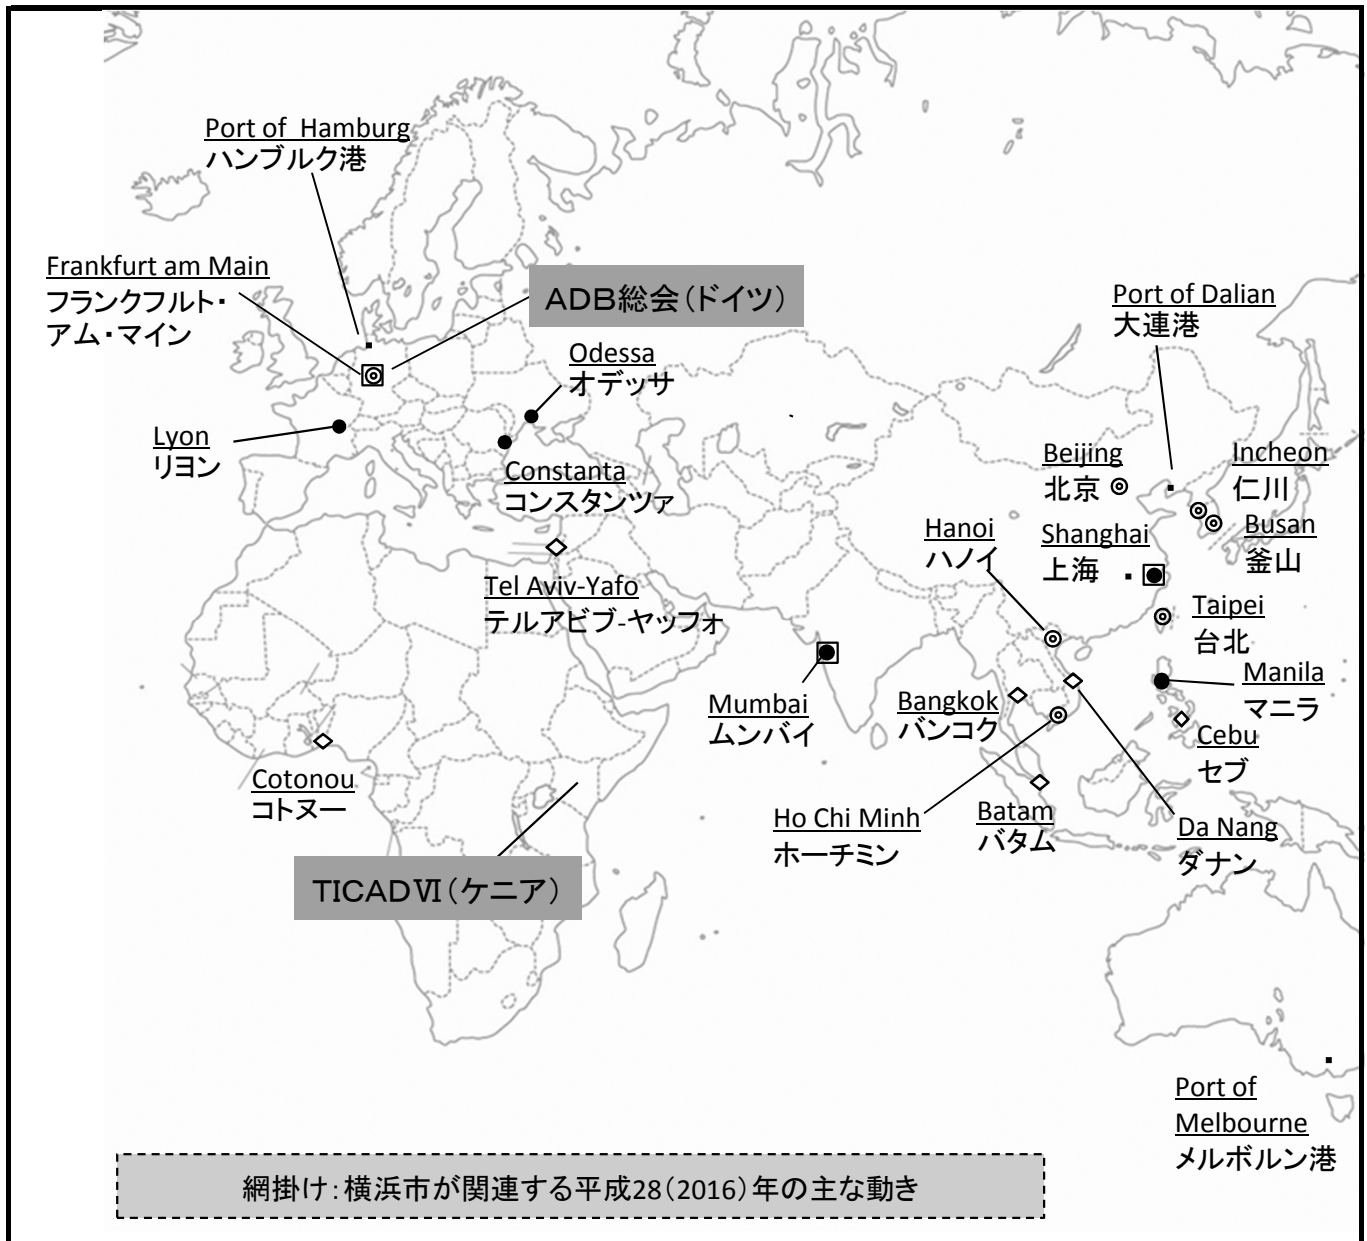 Port of Hamburg
ハンブルク港
Frankfurt am Main
フランクフルト・
アム・マイン
ADB総会(ドイツ)
Port of Dalian
大連港
Odessa
オデッサ
Lyon
リヨン
Constanta
コンスタンツァ
Beijing
北京
Incheon
仁川
Hanoi
ハノイ
Shanghai
上海
Busan
釜山
Tel Aviv-Yafo
テルアビブ-ヤッフォ
Taipei
台北
Mumbai
ムンバイ
Bangkok
バンコク
Manila
マニラ
Cebu
セブ
Cotonou
コトヌー
Ho Chi Minh
ホーチミン
Batam
バタム
Da Nang
ダナン
TICADⅥ(ケニア)
Port of
Melbourne
メルボルン港
網掛け:横浜市が関連する平成28(2016)年の主な動き